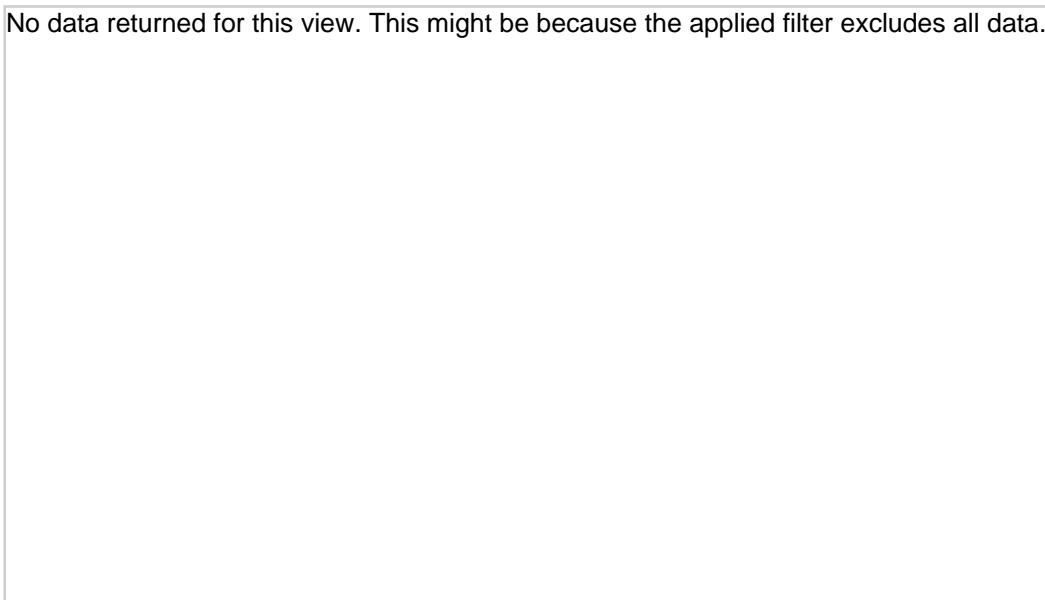 No data returned for this view. This might be because the applied filter excludes all data.